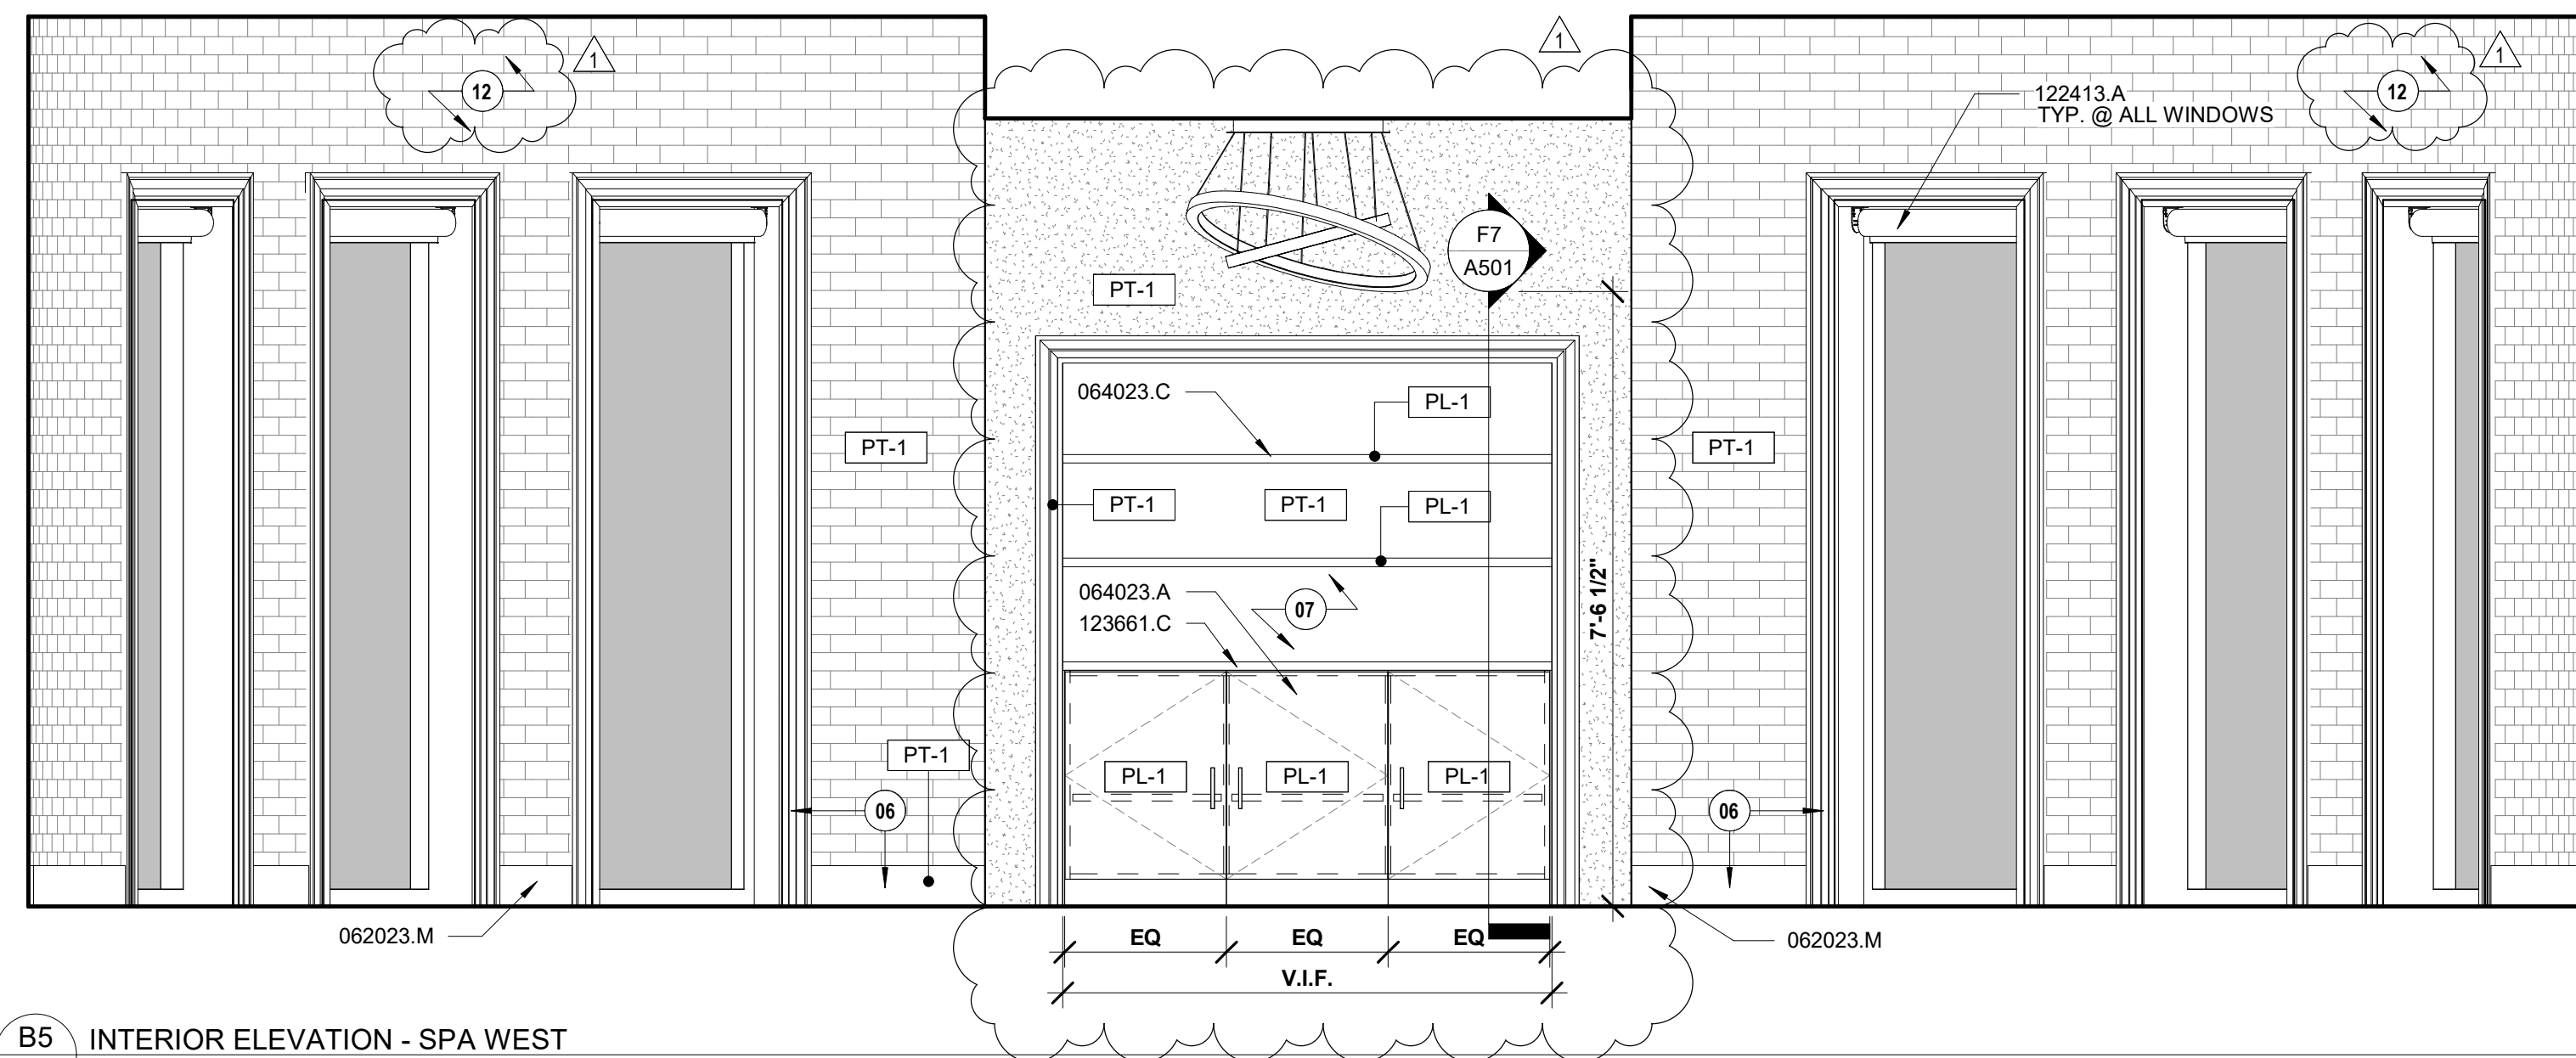 12
1
1
12
1
122413.A
TYP. @ ALL WINDOWS
F7
A501
PT-1
064023.C
PL-1
PT-1
PT-1
PT-1
PT-1
PL-1
7'-6 1/2"
064023.A
123661.C
07
PT-1
PL-1
PL-1
PL-1
06
06
062023.M
EQ
EQ
EQ
062023.M
V.I.F.
B5
INTERIOR ELEVATION - SPA WEST